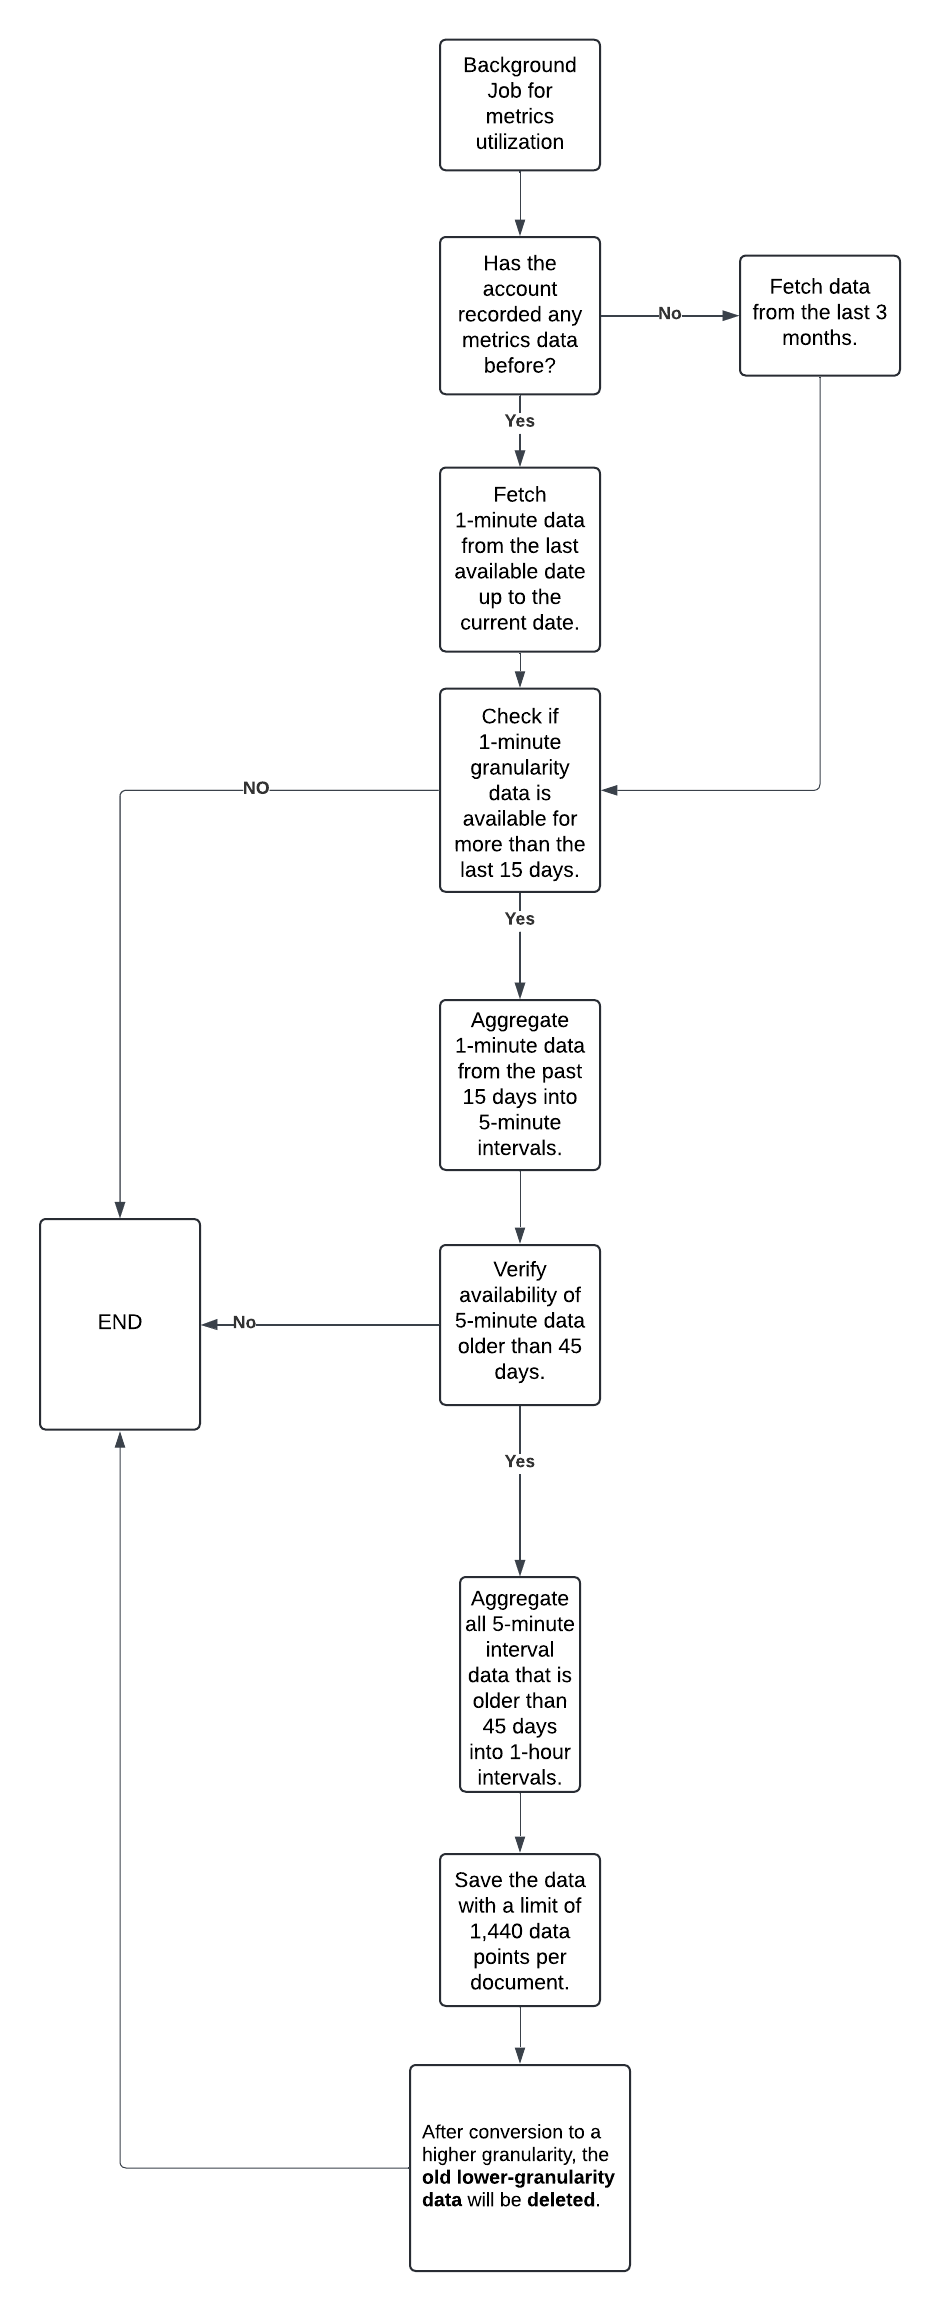 Background
Job for
metrics
utilization
Has the
account
recorded any
metrics data
before?
No
Fetch data
from the last 3
months.
Yes
Fetch
1-minute data
from the last
available date
up to the
current date.
Check if
1-minute
granularity
data is
available for
more than the
last 15 days.
NO
Yes
Aggregate
1-minute data
from the past
15 days into
5-minute
intervals.
Verify
availability of
5-minute data
older than 45
days.
No
END
Yes
Aggregate
all 5-minute
interval
data that is
older than
45 days
into 1-hour
intervals.
Save the data
with a limit of
1,440 data
points per
document.
After conversion to a
higher granularity, the
old lower-granularity
data will be deleted.